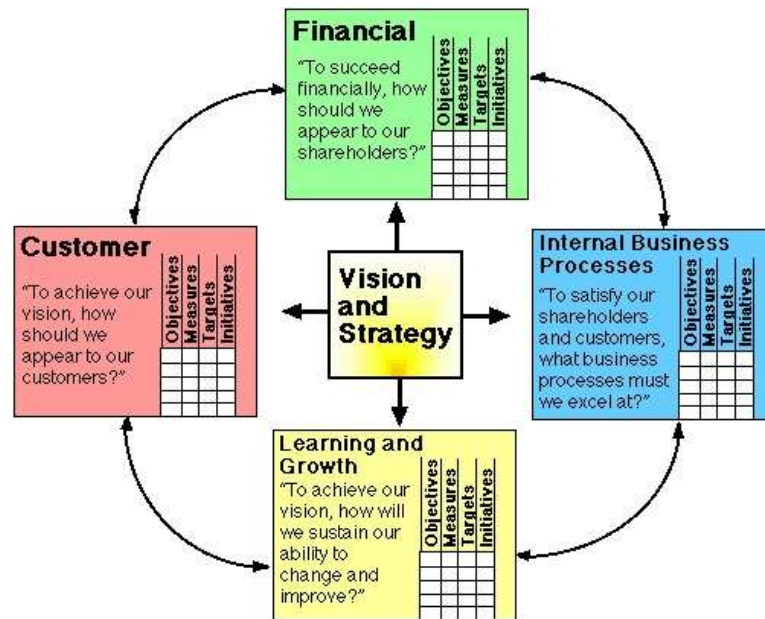 Financial
“To succeed
financially, how
should we
appear to our
shareholders?”
Objectives
Measures
Targets
Initiatives
Customer
“To achieve our
vision, how
should we
appear to our
customers?”
Objectives
Measures
Targets
Initiatives
Vision
and
Strategy
Internal Business
Processes
“To satisfy our
shareholders
and customers,
what business
processes must
we excel at?”
Objectives
Measures
Targets
Initiatives
Learning and
Growth
“To achieve our
vision, how will
we sustain our
ability to
change and
improve?”
Objectives
Measures
Targets
Initiatives